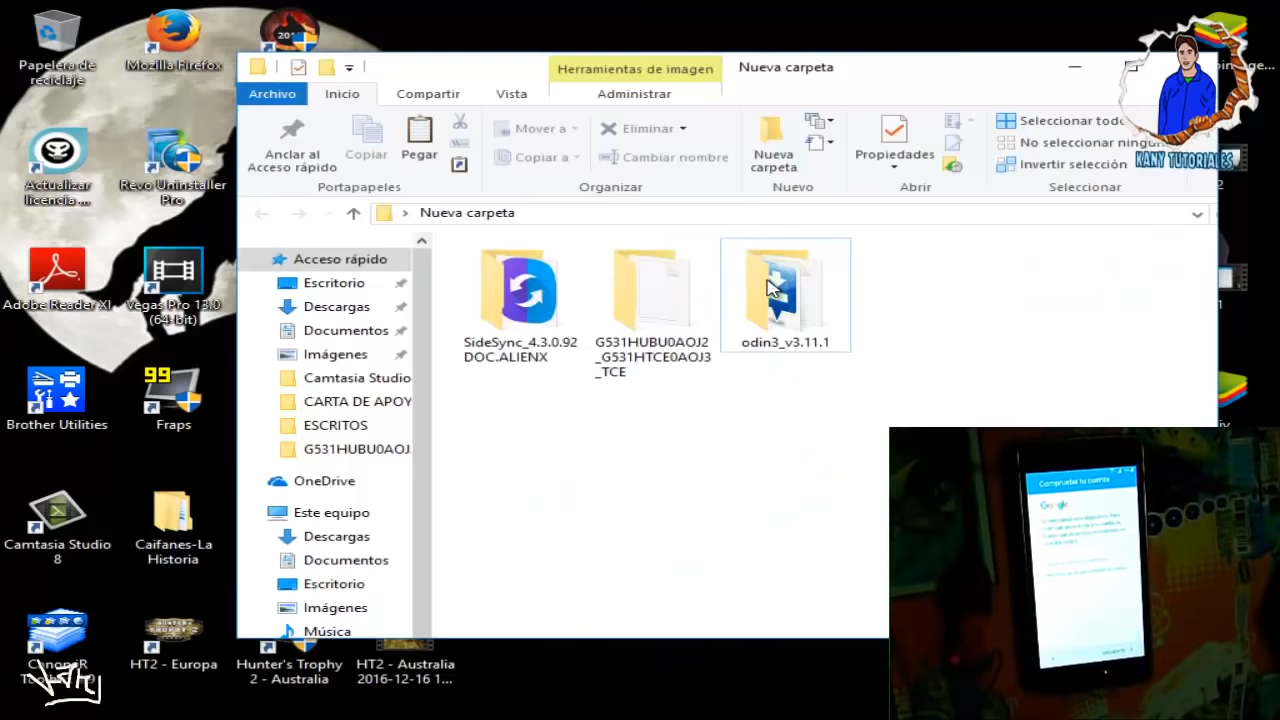 Papelera de
reciclaje
Mozilla Firefox
Actualizar
licencia ...
Revo Uninstaller
Pro
Adobe Reader XI
Vegas Pro 13.0
(64-bit)
Brother Utilities
99
Fraps
Camtasia Studio
8
Caifanes-La
Historia
HT2 - Europa
Hunter's Trophy
2 - Australia
HT2 - Australia
2016-12-16 1...
Herramientas de imagen
Nueva carpeta
Archivo
Inicio
Compartir
Vista
Administrar
Anclar al
Acceso rápido
Copiar
Pegar
Portapapeles
Mover a
Copiar a
Eliminar
Cambiar nombre
Organizar
Nueva
carpeta
Nuevo
Propiedades
Abrir
Seleccionar todo
No seleccionar ningun
Invertir selección
Seleccionar
KANY TUTORIALES
Nueva carpeta
Acceso rápido
Escritorio
Descargas
Documentos
Imágenes
Camtasia Studio
CARTA DE APOY
ESCRITOS
G531HUBU0AOJ
OneDrive
Este equipo
Descargas
Documentos
Escritorio
Imágenes
Música
SideSync_4.3.0.92
DOC.ALIENX
G531HUBU0AOJ2
_G531HTCE0AOJ3
_TCE
odin3_v3.11.1
Comprueba tu cuenta
Google